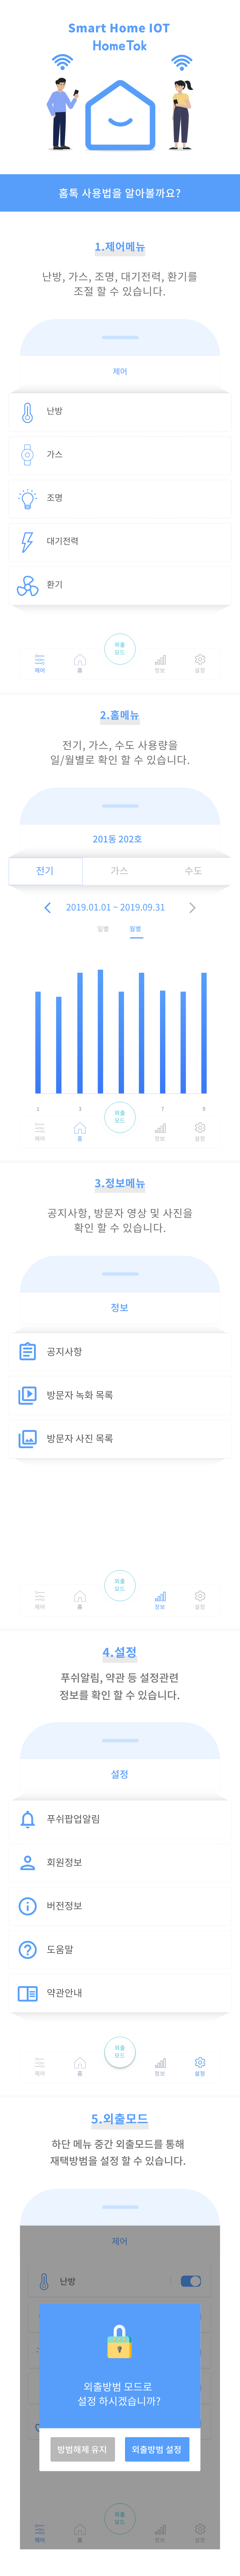 Smart Home IOT
HomeTok
홈톡 사용법을 알아볼까요?
1.제어메뉴
난방, 가스, 조명, 대기전력, 환기를
조절 할 수 있습니다.
제어
난방
가스
조명
대기전력
환기
외출
모드
제어 홈 정보 설정
2.홈메뉴
전기, 가스, 수도 사용량을
일/월별로 확인 할 수 있습니다.
201동 202호
전기 가스 수도
2019.01.01 ~ 2019.09.31
일별 월별
1 3 7 9
외출
모드
제어 홈 정보 설정
3.정보메뉴
공지사항, 방문자 영상 및 사진을
확인 할 수 있습니다.
정보
공지사항
방문자 녹화 목록
방문자 사진 목록
외출
모드
제어 홈 정보 설정
4.설정
푸쉬알림, 약관 등 설정관련
정보를 확인 할 수 있습니다.
설정
푸쉬팝업알림
회원정보
버전정보
도움말
약관안내
외출
모드
제어 홈 정보 설정
5.외출모드
하단 메뉴 중간 외출모드를 통해
재택방범을 설정 할 수 있습니다.
제어
난방
외출방범 모드로
설정 하시겠습니까?
방범해제 유지 외출방범 설정
외출
모드
제어 홈 정보 설정